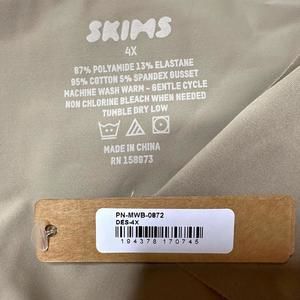 SKIMS
4X
87% POLYAMIDE 13% ELASTANE
95% COTTON 5% SPANDEX GUSSET
MACHINE WASH WARM - GENTLE CYCLE
NON CHLORINE BLEACH WHEN NEEDED
TUMBLE DRY LOW
MADE IN CHINA
RN 158973
PN-MWB-0872
DES-4X
194378 170745